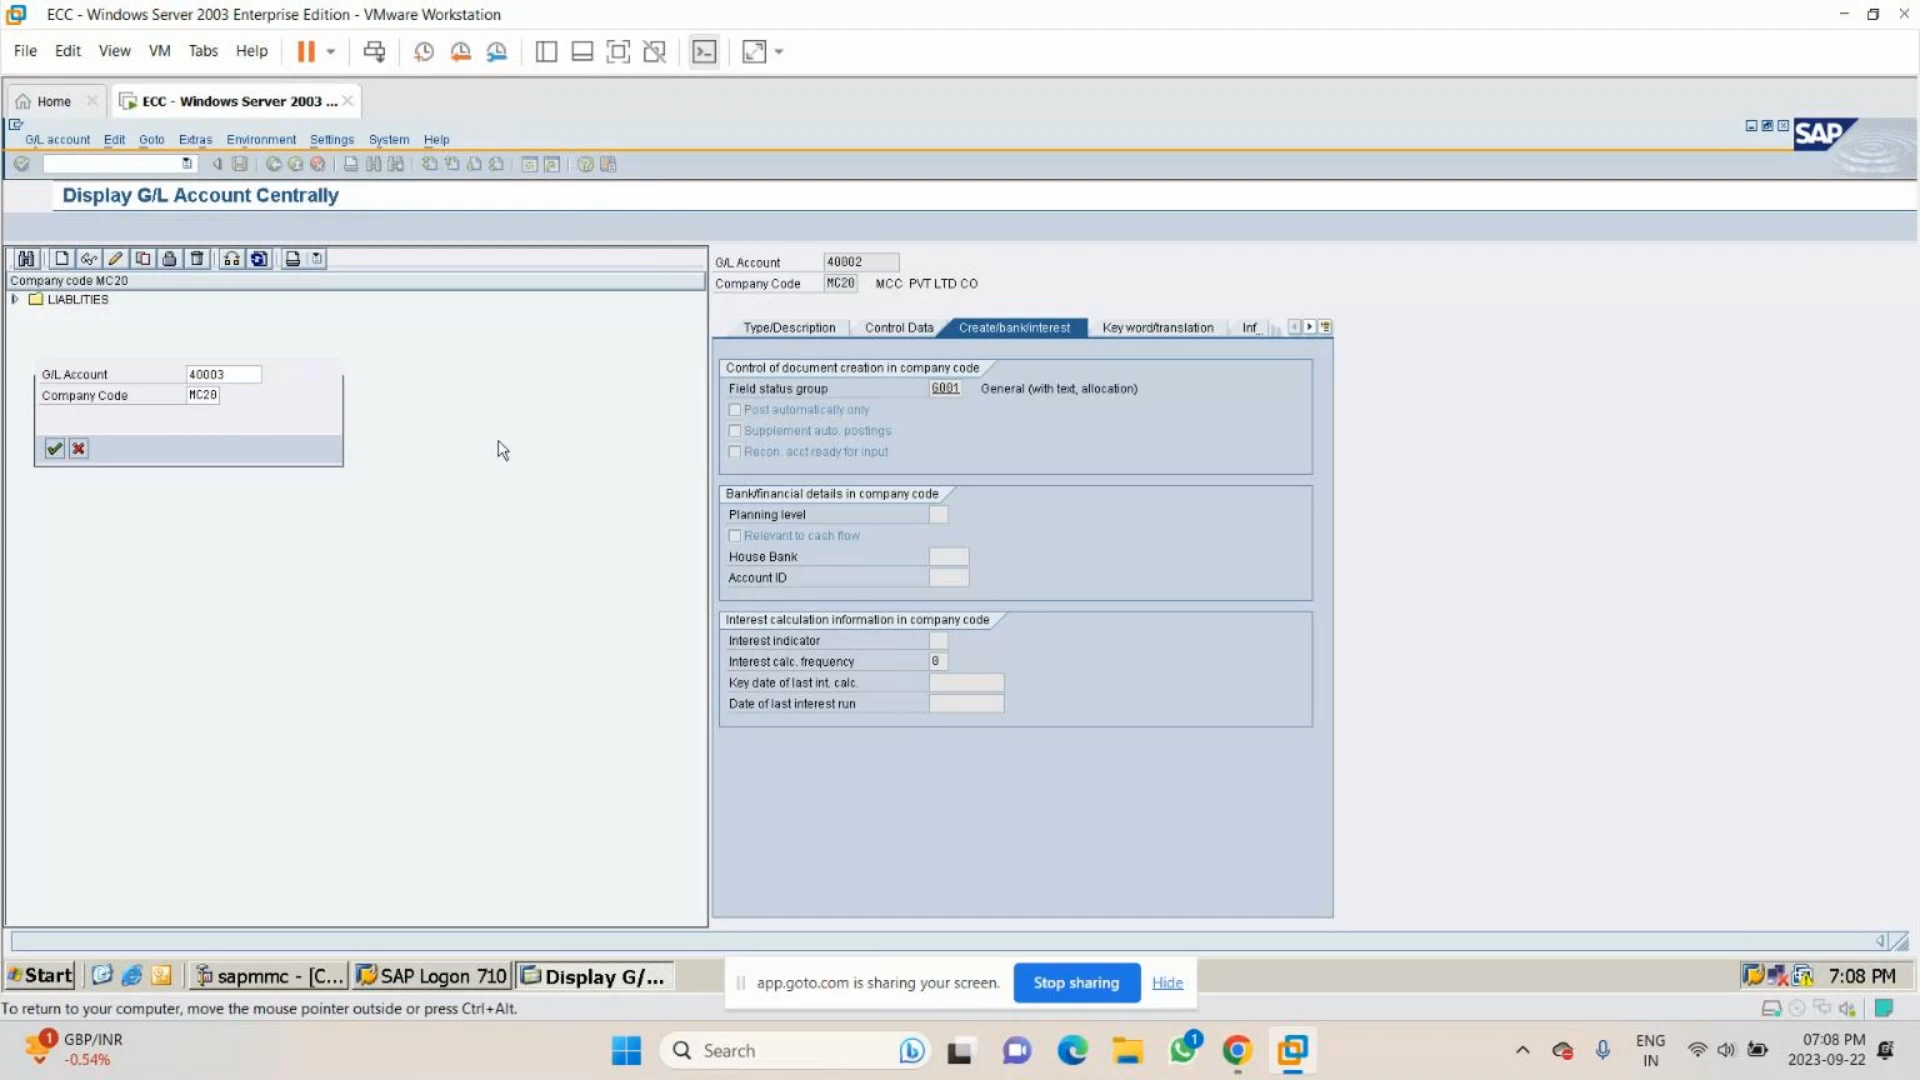 ECC - Windows Server 2003 Enterprise Edition - VMware Workstation
File Edit View VM Tabs Help
Home
ECC - Windows Server 2003 ...
G/L account Edit Goto Extras Environment Settings System Help
SAP
Display G/L Account Centrally
Company code MC20
LIABLITIES
G/L Account 40003
Company Code MC20
G/L Account 40002
Company Code MC20 MCC PVT LTD CO
Type/Description Control Data Create/bank/interest Key word/translation Inf...
Control of document creation in company code
Field status group G001 General (with text, allocation)
Post automatically only
Supplement auto. postings
Recon. acct ready for input
Bank/financial details in company code
Planning level
Relevant to cash flow
House Bank
Account ID
Interest calculation information in company code
Interest indicator
Interest calc. frequency 0
Key date of last int. calc.
Date of last interest run
Start sapmmc - [C... SAP Logon 710 Display G/... 7:08 PM
app.goto.com is sharing your screen. Stop sharing Hide
To return to your computer, move the mouse pointer outside or press Ctrl+Alt.
1 GBP/INR
-0.54%
Search
1
ENG
IN
07:08 PM
2023-09-22